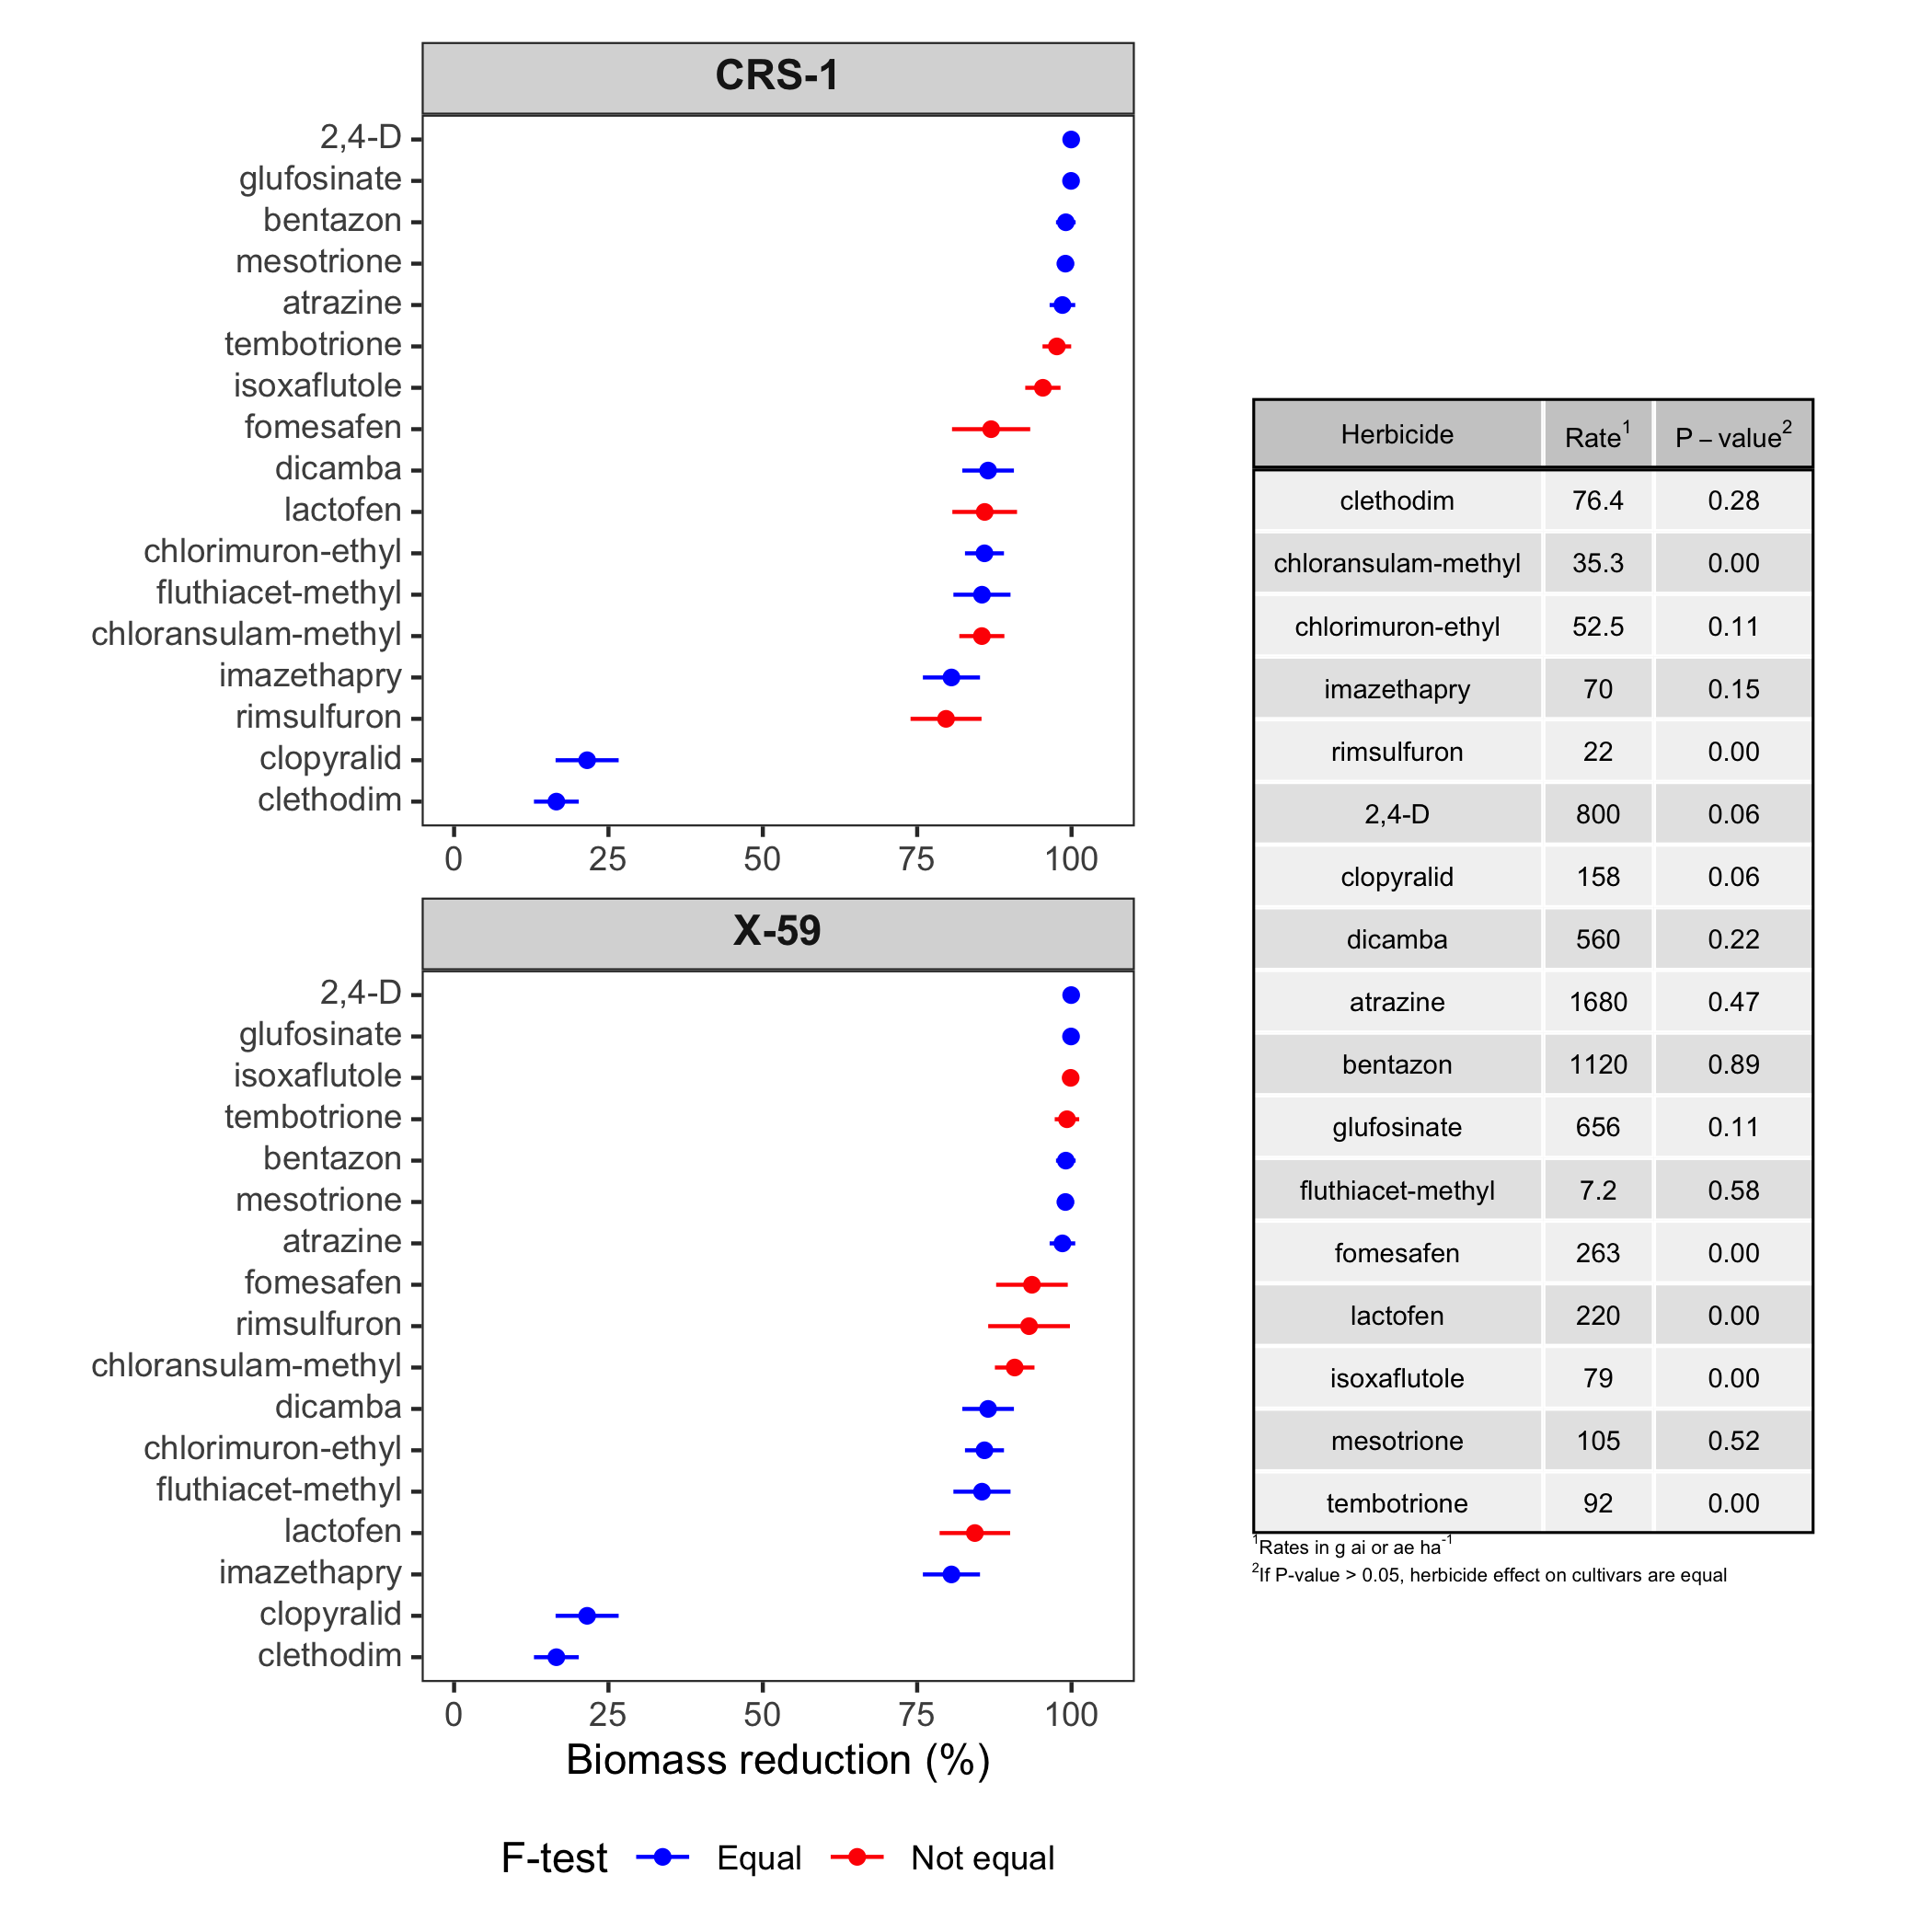 CRS-1
2,4-D
glufosinate
bentazon
mesotrione
atrazine
tembotrione
isoxaflutole
fomesafen
dicamba
lactofen
chlorimuron-ethyl
fluthiacet-methyl
chloransulam-methyl
imazethapry
rimsulfuron
clopyralid
clethodim
0 25 50 75 100
X-59
2,4-D
glufosinate
isoxaflutole
tembotrione
bentazon
mesotrione
atrazine
fomesafen
rimsulfuron
chloransulam-methyl
dicamba
chlorimuron-ethyl
fluthiacet-methyl
lactofen
imazethapry
clopyralid
clethodim
0 25 50 75 100
Biomass reduction (%)
F-test Equal Not equal
Herbicide Rate¹ P – value²
clethodim 76.4 0.28
chloransulam-methyl 35.3 0.00
chlorimuron-ethyl 52.5 0.11
imazethapry 70 0.15
rimsulfuron 22 0.00
2,4-D 800 0.06
clopyralid 158 0.06
dicamba 560 0.22
atrazine 1680 0.47
bentazon 1120 0.89
glufosinate 656 0.11
fluthiacet-methyl 7.2 0.58
fomesafen 263 0.00
lactofen 220 0.00
isoxaflutole 79 0.00
mesotrione 105 0.52
tembotrione 92 0.00
¹Rates in g ai or ae ha⁻¹
²If P-value > 0.05, herbicide effect on cultivars are equal